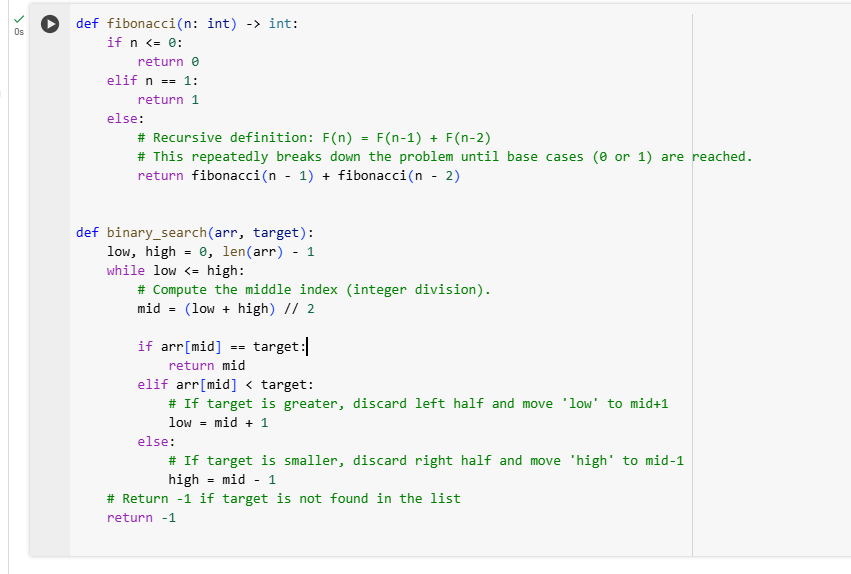 def fibonacci(n: int) -> int:
    if n <= 0:
        return 0
    elif n == 1:
        return 1
    else:
        # Recursive definition: F(n) = F(n-1) + F(n-2)
        # This repeatedly breaks down the problem until base cases (0 or 1) are reached.
        return fibonacci(n - 1) + fibonacci(n - 2)
def binary_search(arr, target):
    low, high = 0, len(arr) - 1
    while low <= high:
        # Compute the middle index (integer division).
        mid = (low + high) // 2
        if arr[mid] == target:
            return mid
        elif arr[mid] < target:
            # If target is greater, discard left half and move 'low' to mid+1
            low = mid + 1
        else:
            # If target is smaller, discard right half and move 'high' to mid-1
            high = mid - 1
    # Return -1 if target is not found in the list
    return -1
0s